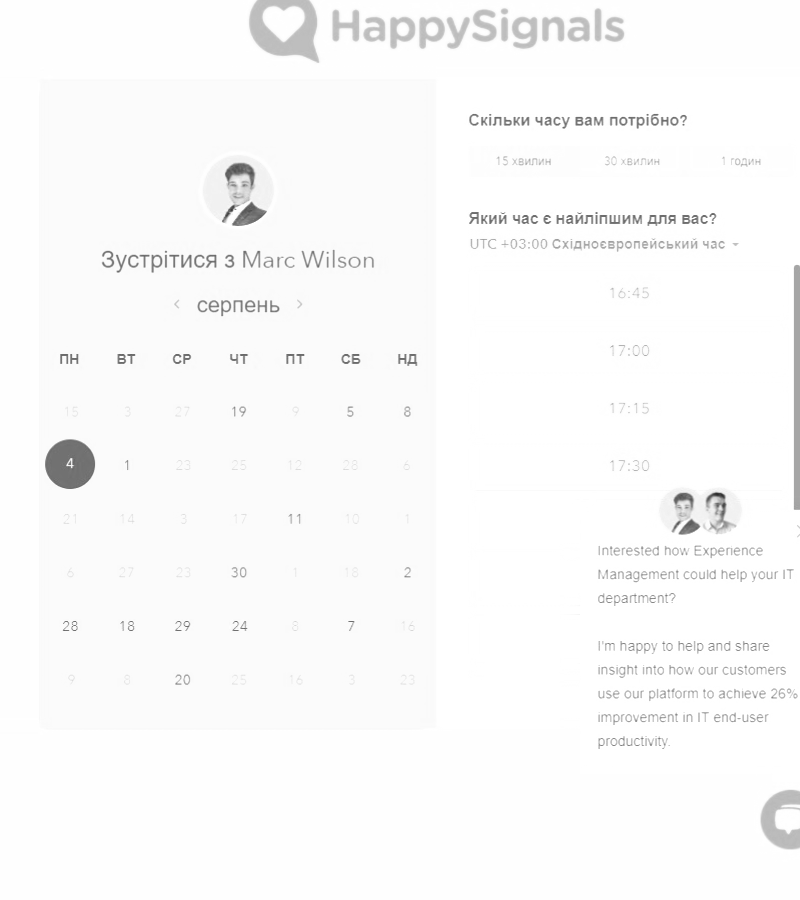 HappySignals
Зустрітися з Marc Wilson
серпень
ПН ВТ СР ЧТ ПТ СБ НД
15 3 27 19 9 5 8
4 1 23 25 12 28 6
21 14 3 17 11 10 1
6 27 23 30 1 18 2
28 18 29 24 8 7 16
9 8 20 25 16 3 23
Скільки часу вам потрібно?
15 хвилин 30 хвилин 1 годин
Який час є найліпшим для вас?
UTC +03:00 Східноєвропейський час
16:45
17:00
17:15
17:30
Interested how Experience
Management could help your IT
department?
I'm happy to help and share
insight into how our customers
use our platform to achieve 26%
improvement in IT end-user
productivity.